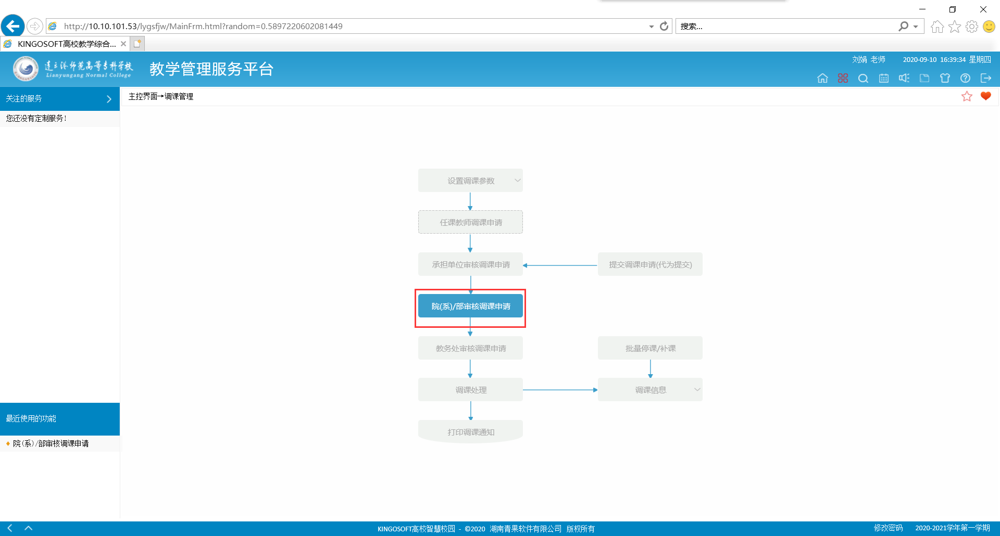 http://10.10.101.53/lygsfjw/MainFrm.html?random=0.5897220602081449
搜索...
KINGOSOFT高校教学综合...
连云港师范高等专科学校
Lianyungang Normal College
教学管理服务平台
刘娟 老师
2020-09-10 16:39:34 星期四
关注的服务
主控界面→调课管理
您还没有定制服务!
设置调课参数
任课教师调课申请
承担单位审核调课申请
提交调课申请(代为提交)
院(系)/部审核调课申请
教务处审核调课申请
批量停课/补课
调课处理
调课信息
打印调课通知
最近使用的功能
院(系)/部审核调课申请
KINGOSOFT高校智慧校园 - ©2020 湖南青果软件有限公司 版权所有
修改密码
2020-2021学年第一学期